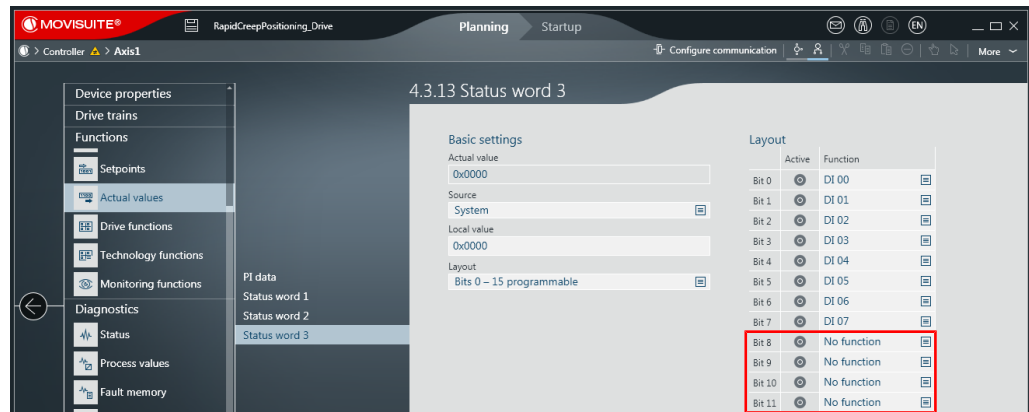 MOVISUITE® RapidCreepPositioning_Drive Planning Startup EN
> Controller > Axis1 Configure communication More
Device properties
Drive trains
Functions
Setpoints
Actual values
Drive functions
Technology functions
Monitoring functions
Diagnostics
Status
Process values
Fault memory
PI data
Status word 1
Status word 2
Status word 3
4.3.13 Status word 3
Basic settings
Actual value
0x0000
Source
System
Local value
0x0000
Layout
Bits 0 – 15 programmable
Layout
Active Function
Bit 0 DI 00
Bit 1 DI 01
Bit 2 DI 02
Bit 3 DI 03
Bit 4 DI 04
Bit 5 DI 05
Bit 6 DI 06
Bit 7 DI 07
Bit 8 No function
Bit 9 No function
Bit 10 No function
Bit 11 No function